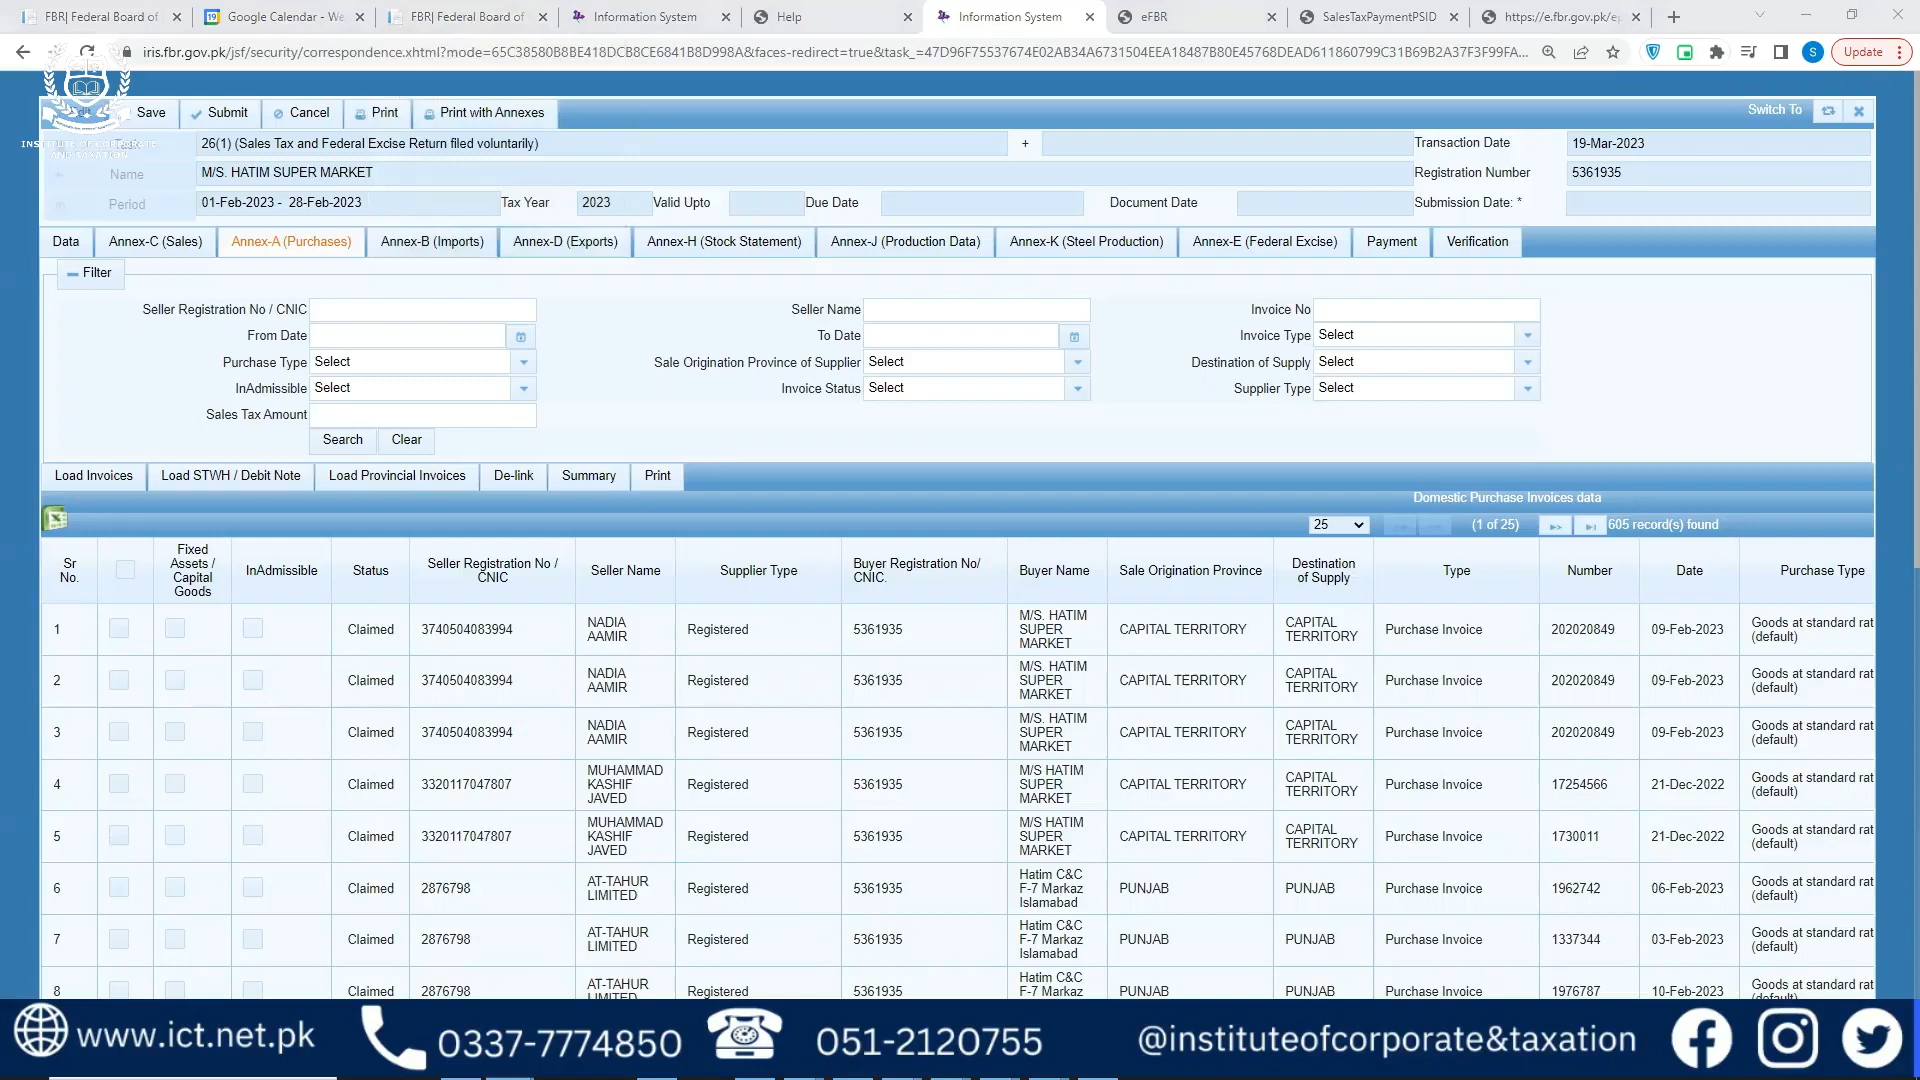 FBR| Federal Board of
Google Calendar - We
FBR| Federal Board of
Information System
Help
Information System
eFBR
SalesTaxPaymentPSID
https://e.fbr.gov.pk/ep
iris.fbr.gov.pk/jsf/security/correspondence.xhtml?mode=65C38580B8BE418DCB8CE6841B8D998A&faces-redirect=true&task_=47D96F75537674E02AB34A6731504EEA18487B80E45768DEAD611860799C31B69B2A37F3F99FA...
S
Update
Save
Submit
Cancel
Print
Print with Annexes
Switch To
INSTITUTE OF CORPORATE
AND TAXATION
26(1) (Sales Tax and Federal Excise Return filed voluntarily)
+
Transaction Date
19-Mar-2023
Name
M/S. HATIM SUPER MARKET
Registration Number
5361935
Period
01-Feb-2023 - 28-Feb-2023
Tax Year
2023
Valid Upto
Due Date
Document Date
Submission Date: *
Data
Annex-C (Sales)
Annex-A (Purchases)
Annex-B (Imports)
Annex-D (Exports)
Annex-H (Stock Statement)
Annex-J (Production Data)
Annex-K (Steel Production)
Annex-E (Federal Excise)
Payment
Verification
Filter
Seller Registration No / CNIC
Seller Name
Invoice No
From Date
To Date
Invoice Type
Select
Purchase Type
Select
Sale Origination Province of Supplier
Select
Destination of Supply
Select
InAdmissible
Select
Invoice Status
Select
Supplier Type
Select
Sales Tax Amount
Search
Clear
Load Invoices
Load STWH / Debit Note
Load Provincial Invoices
De-link
Summary
Print
Domestic Purchase Invoices data
25
(1 of 25)
605 record(s) found
Sr No.
Fixed Assets / Capital Goods
InAdmissible
Status
Seller Registration No / CNIC
Seller Name
Supplier Type
Buyer Registration No/ CNIC.
Buyer Name
Sale Origination Province
Destination of Supply
Type
Number
Date
Purchase Type
1 Claimed 3740504083994 NADIA AAMIR Registered 5361935 M/S. HATIM SUPER MARKET CAPITAL TERRITORY CAPITAL TERRITORY Purchase Invoice 202020849 09-Feb-2023 Goods at standard rat (default)
2 Claimed 3740504083994 NADIA AAMIR Registered 5361935 M/S. HATIM SUPER MARKET CAPITAL TERRITORY CAPITAL TERRITORY Purchase Invoice 202020849 09-Feb-2023 Goods at standard rat (default)
3 Claimed 3740504083994 NADIA AAMIR Registered 5361935 M/S. HATIM SUPER MARKET CAPITAL TERRITORY CAPITAL TERRITORY Purchase Invoice 202020849 09-Feb-2023 Goods at standard rat (default)
4 Claimed 3320117047807 MUHAMMAD KASHIF JAVED Registered 5361935 M/S HATIM SUPER MARKET CAPITAL TERRITORY CAPITAL TERRITORY Purchase Invoice 17254566 21-Dec-2022 Goods at standard rat (default)
5 Claimed 3320117047807 MUHAMMAD KASHIF JAVED Registered 5361935 M/S HATIM SUPER MARKET CAPITAL TERRITORY CAPITAL TERRITORY Purchase Invoice 1730011 21-Dec-2022 Goods at standard rat (default)
6 Claimed 2876798 AT-TAHUR LIMITED Registered 5361935 Hatim C&C F-7 Markaz Islamabad PUNJAB PUNJAB Purchase Invoice 1962742 06-Feb-2023 Goods at standard rat (default)
7 Claimed 2876798 AT-TAHUR LIMITED Registered 5361935 Hatim C&C F-7 Markaz Islamabad PUNJAB PUNJAB Purchase Invoice 1337344 03-Feb-2023 Goods at standard rat (default)
8 Claimed 2876798 AT-TAHUR LIMITED Registered 5361935 Hatim C&C F-7 Markaz PUNJAB PUNJAB Purchase Invoice 1976787 10-Feb-2023 Goods at standard rat (default)
www.ict.net.pk
0337-7774850
051-2120755
@instituteofcorporate&taxation